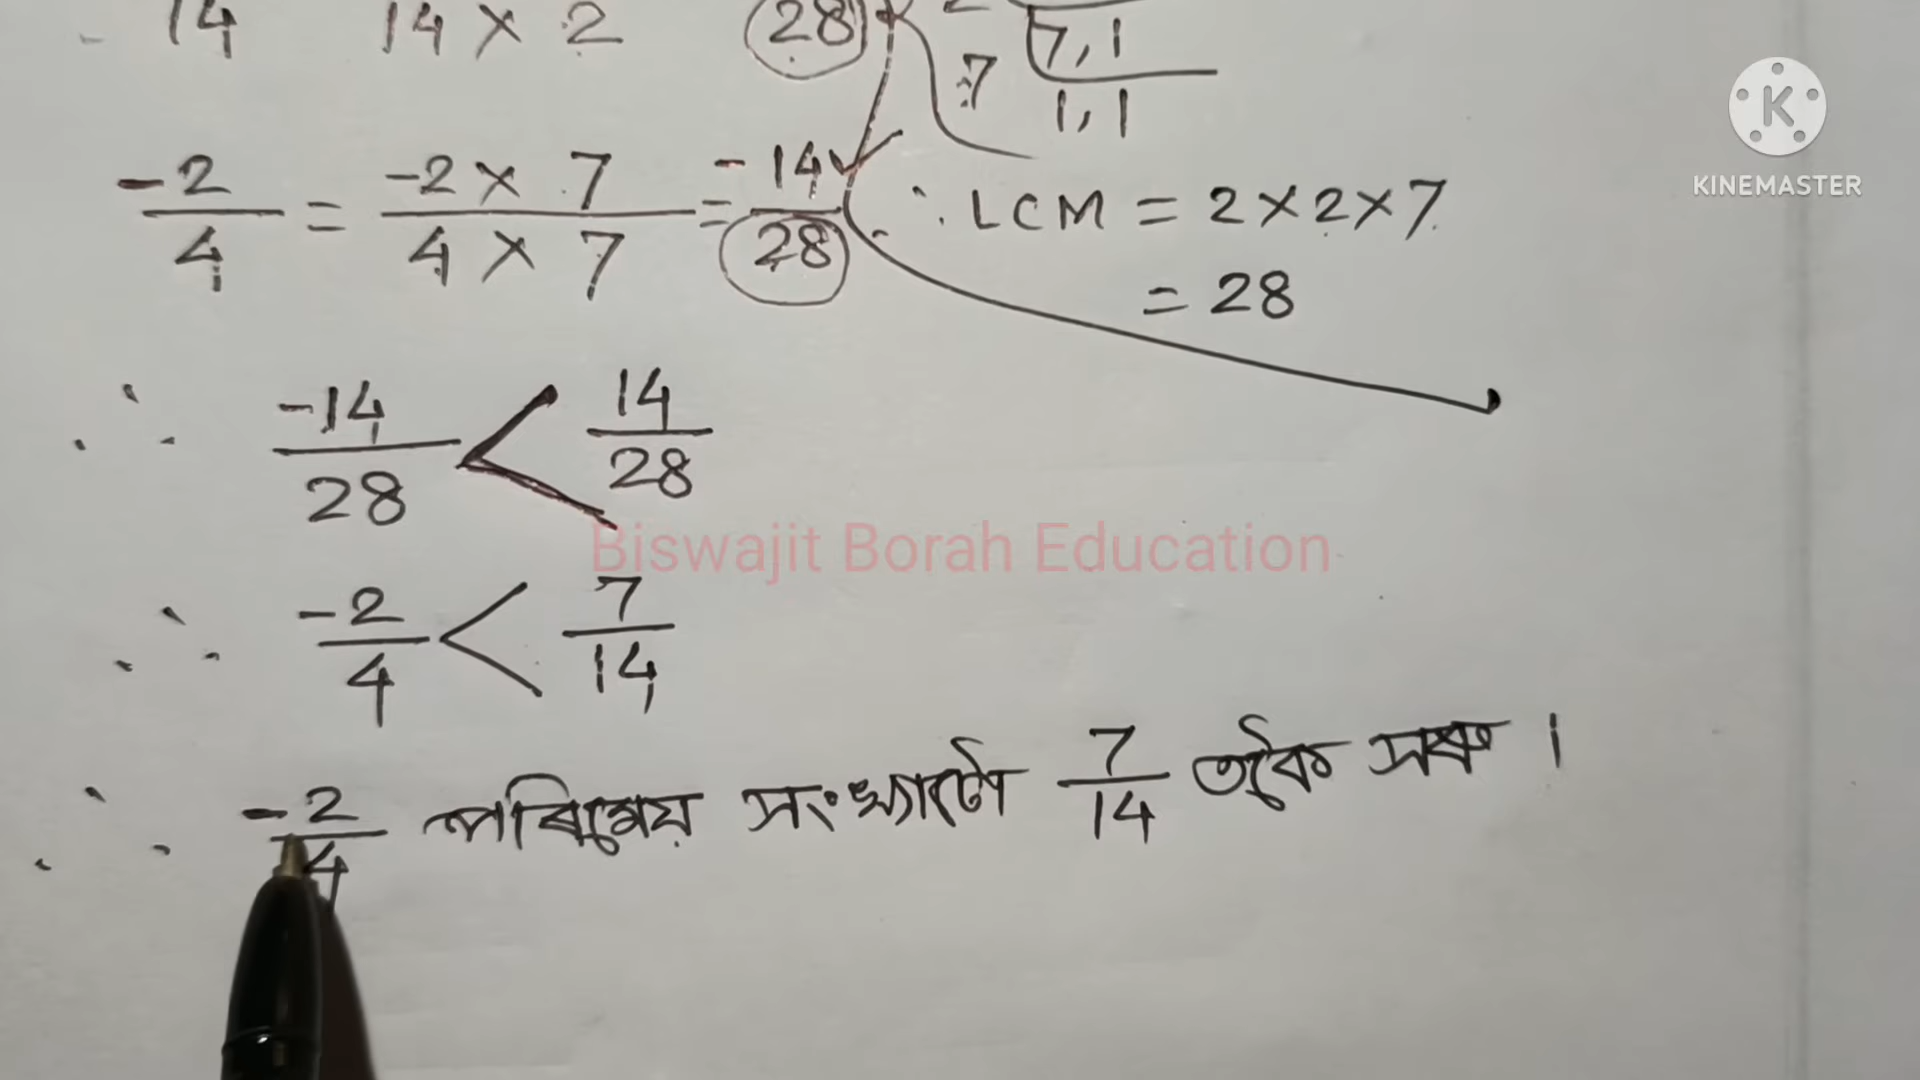 14 14 × 2 28
2
7, 1
7
1, 1
-2/4 = -2 × 7 / 4 × 7 = -14/28
∴ LCM = 2×2×7
= 28
∴ -14/28 < 14/28
∴ -2/4 < 7/14
∴ -2/4 পৰিমেয় সংখ্যাটো 7/14 তকৈ সৰু ।
Biswajit Borah Education
KINEMASTER